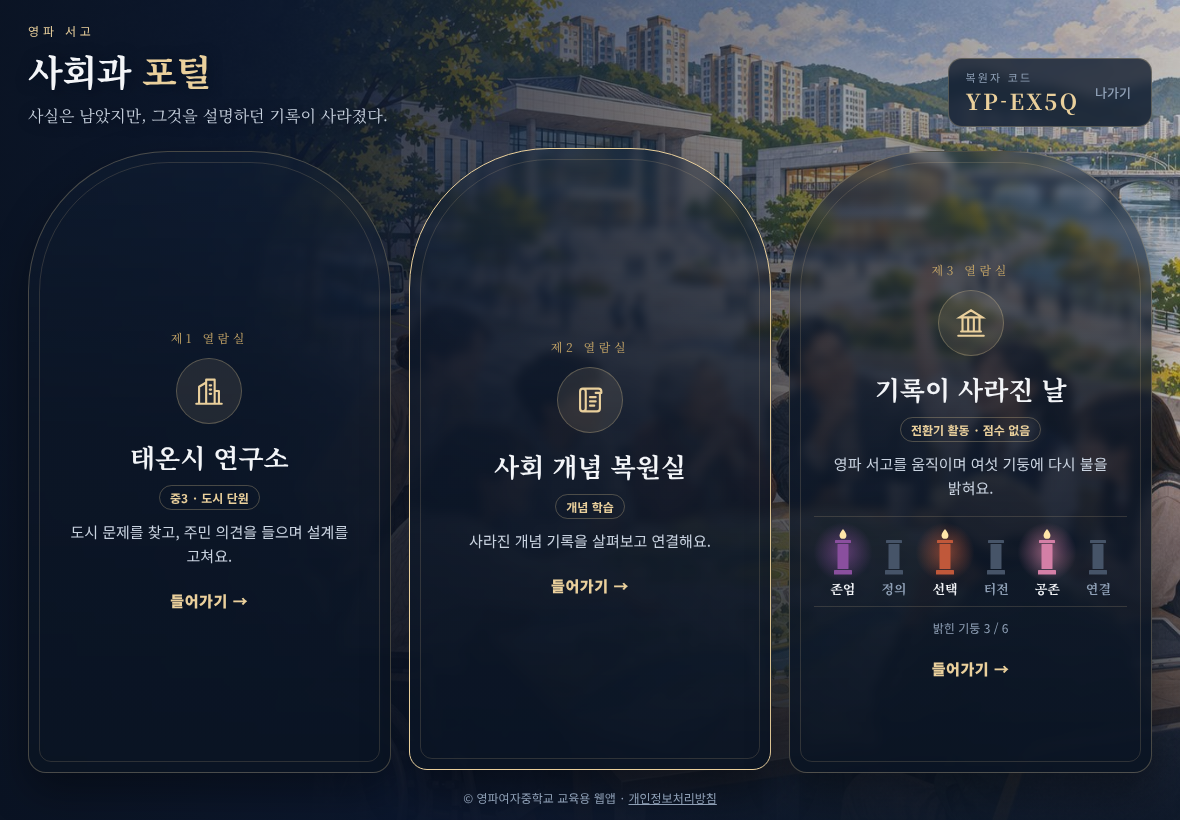 영파 서고
사회과 포털
사실은 남았지만, 그것을 설명하던 기록이 사라졌다.
복원자 코드
YP-EX5Q
나가기
제1 열람실
태온시 연구소
중3 · 도시 단원
도시 문제를 찾고, 주민 의견을 들으며 설계를
고쳐요.
들어가기 →
제2 열람실
사회 개념 복원실
개념 학습
사라진 개념 기록을 살펴보고 연결해요.
들어가기 →
제3 열람실
기록이 사라진 날
전환기 활동 · 점수 없음
영파 서고를 움직이며 여섯 기둥에 다시 불을
밝혀요.
존엄 정의 선택 터전 공존 연결
밝힌 기둥 3 / 6
들어가기 →
© 영파여자중학교 교육용 웹앱 · 개인정보처리방침